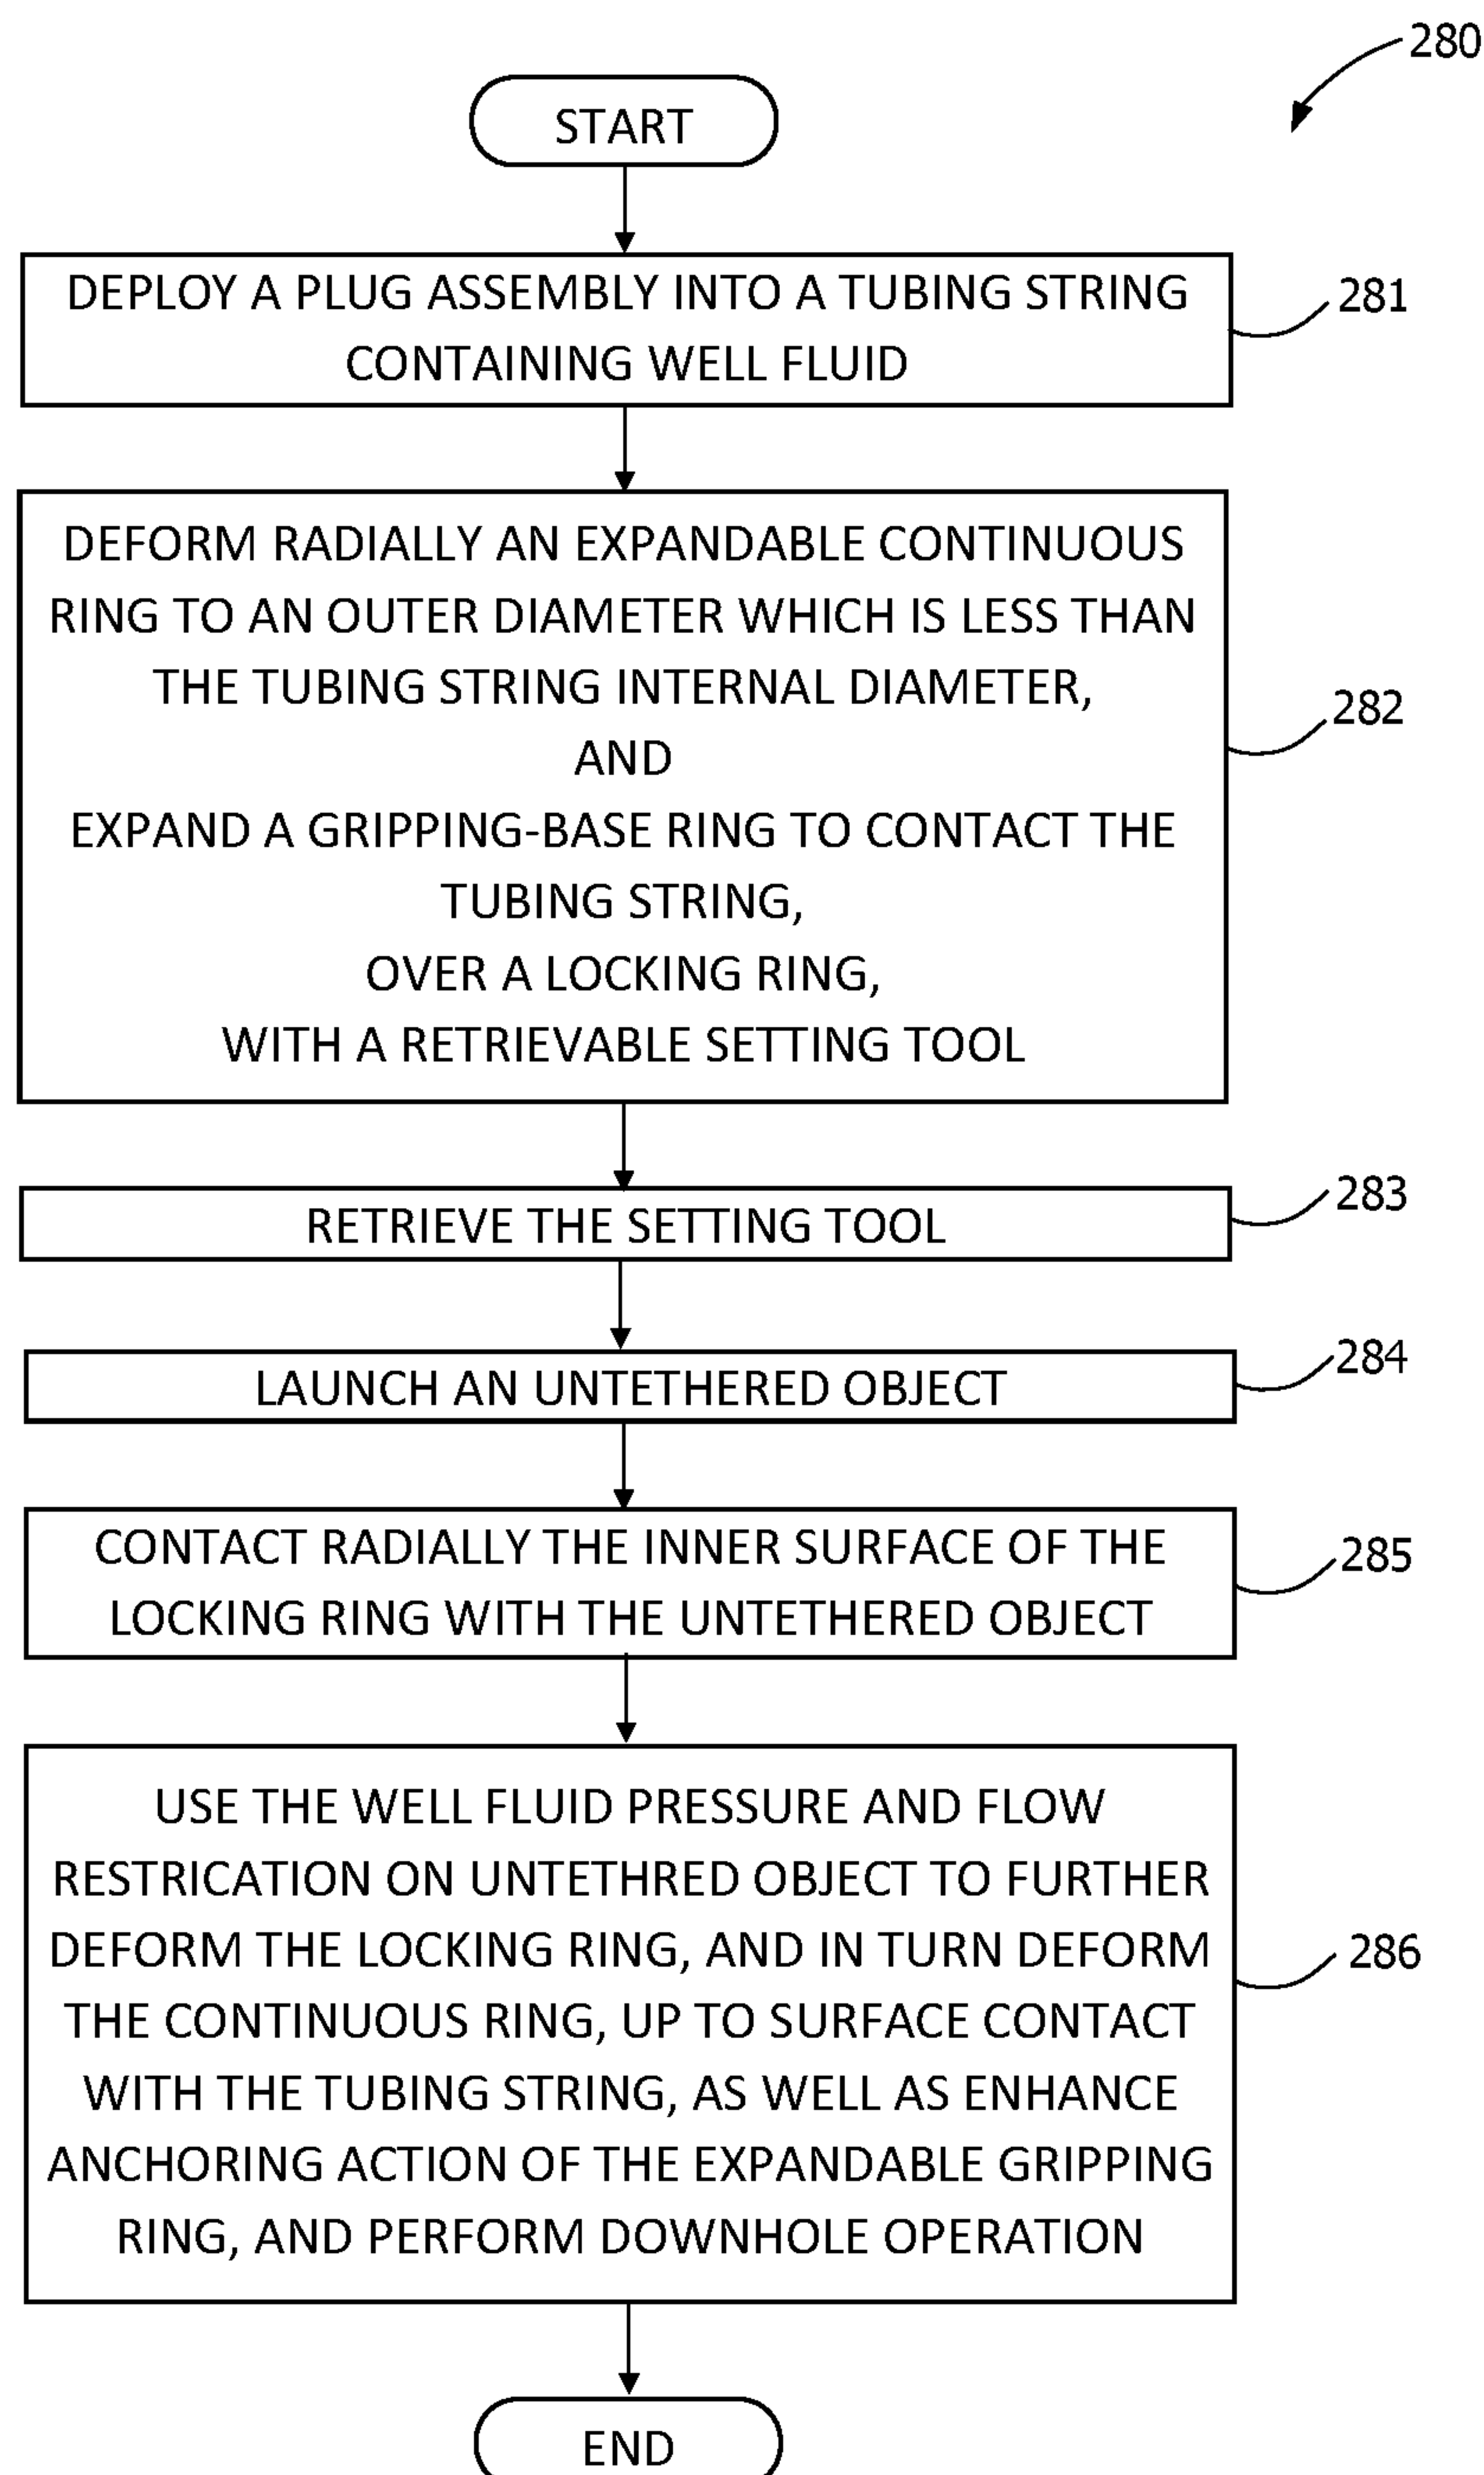 280
START
DEPLOY A PLUG ASSEMBLY INTO A TUBING STRING
CONTAINING WELL FLUID
281
DEFORM RADIALLY AN EXPANDABLE CONTINUOUS
RING TO AN OUTER DIAMETER WHICH IS LESS THAN
THE TUBING STRING INTERNAL DIAMETER,
AND
EXPAND A GRIPPING-BASE RING TO CONTACT THE
TUBING STRING,
OVER A LOCKING RING,
WITH A RETRIEVABLE SETTING TOOL
282
RETRIEVE THE SETTING TOOL
283
LAUNCH AN UNTETHERED OBJECT
284
CONTACT RADIALLY THE INNER SURFACE OF THE
LOCKING RING WITH THE UNTETHERED OBJECT
285
USE THE WELL FLUID PRESSURE AND FLOW
RESTRICATION ON UNTETHRED OBJECT TO FURTHER
DEFORM THE LOCKING RING, AND IN TURN DEFORM
THE CONTINUOUS RING, UP TO SURFACE CONTACT
WITH THE TUBING STRING, AS WELL AS ENHANCE
ANCHORING ACTION OF THE EXPANDABLE GRIPPING
RING, AND PERFORM DOWNHOLE OPERATION
286
END